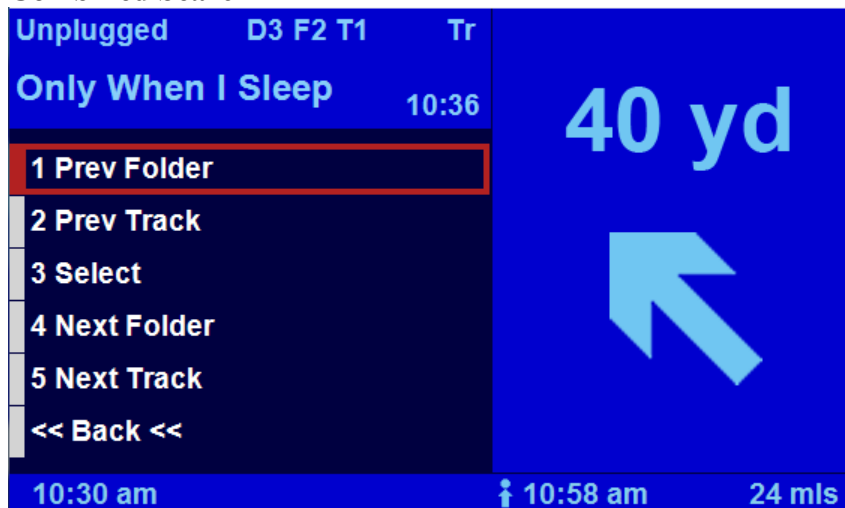 Unplugged D3 F2 T1 Tr
Only When I Sleep 10:36
1 Prev Folder
2 Prev Track
3 Select
4 Next Folder
5 Next Track
<< Back <<
40 yd
10:30 am 10:58 am 24 mls